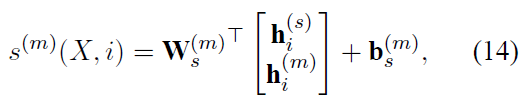 s^{(m)}(X, i) = \mathbf{W}_s^{(m)\top} \begin{bmatrix} \mathbf{h}_i^{(s)} \\ \mathbf{h}_i^{(m)} \end{bmatrix} + \mathbf{b}_s^{(m)}, (14)